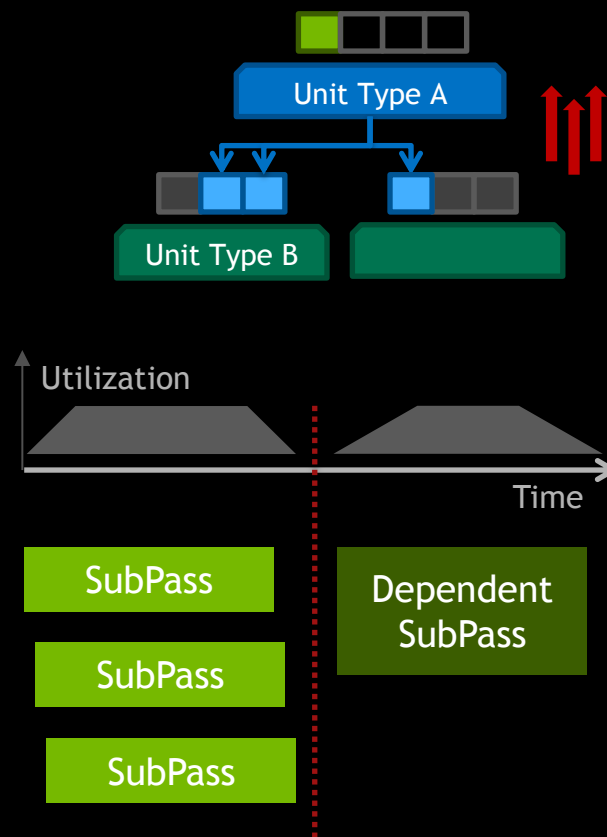 Unit Type A
Unit Type B
Utilization
Time
SubPass
Dependent
SubPass
SubPass
SubPass